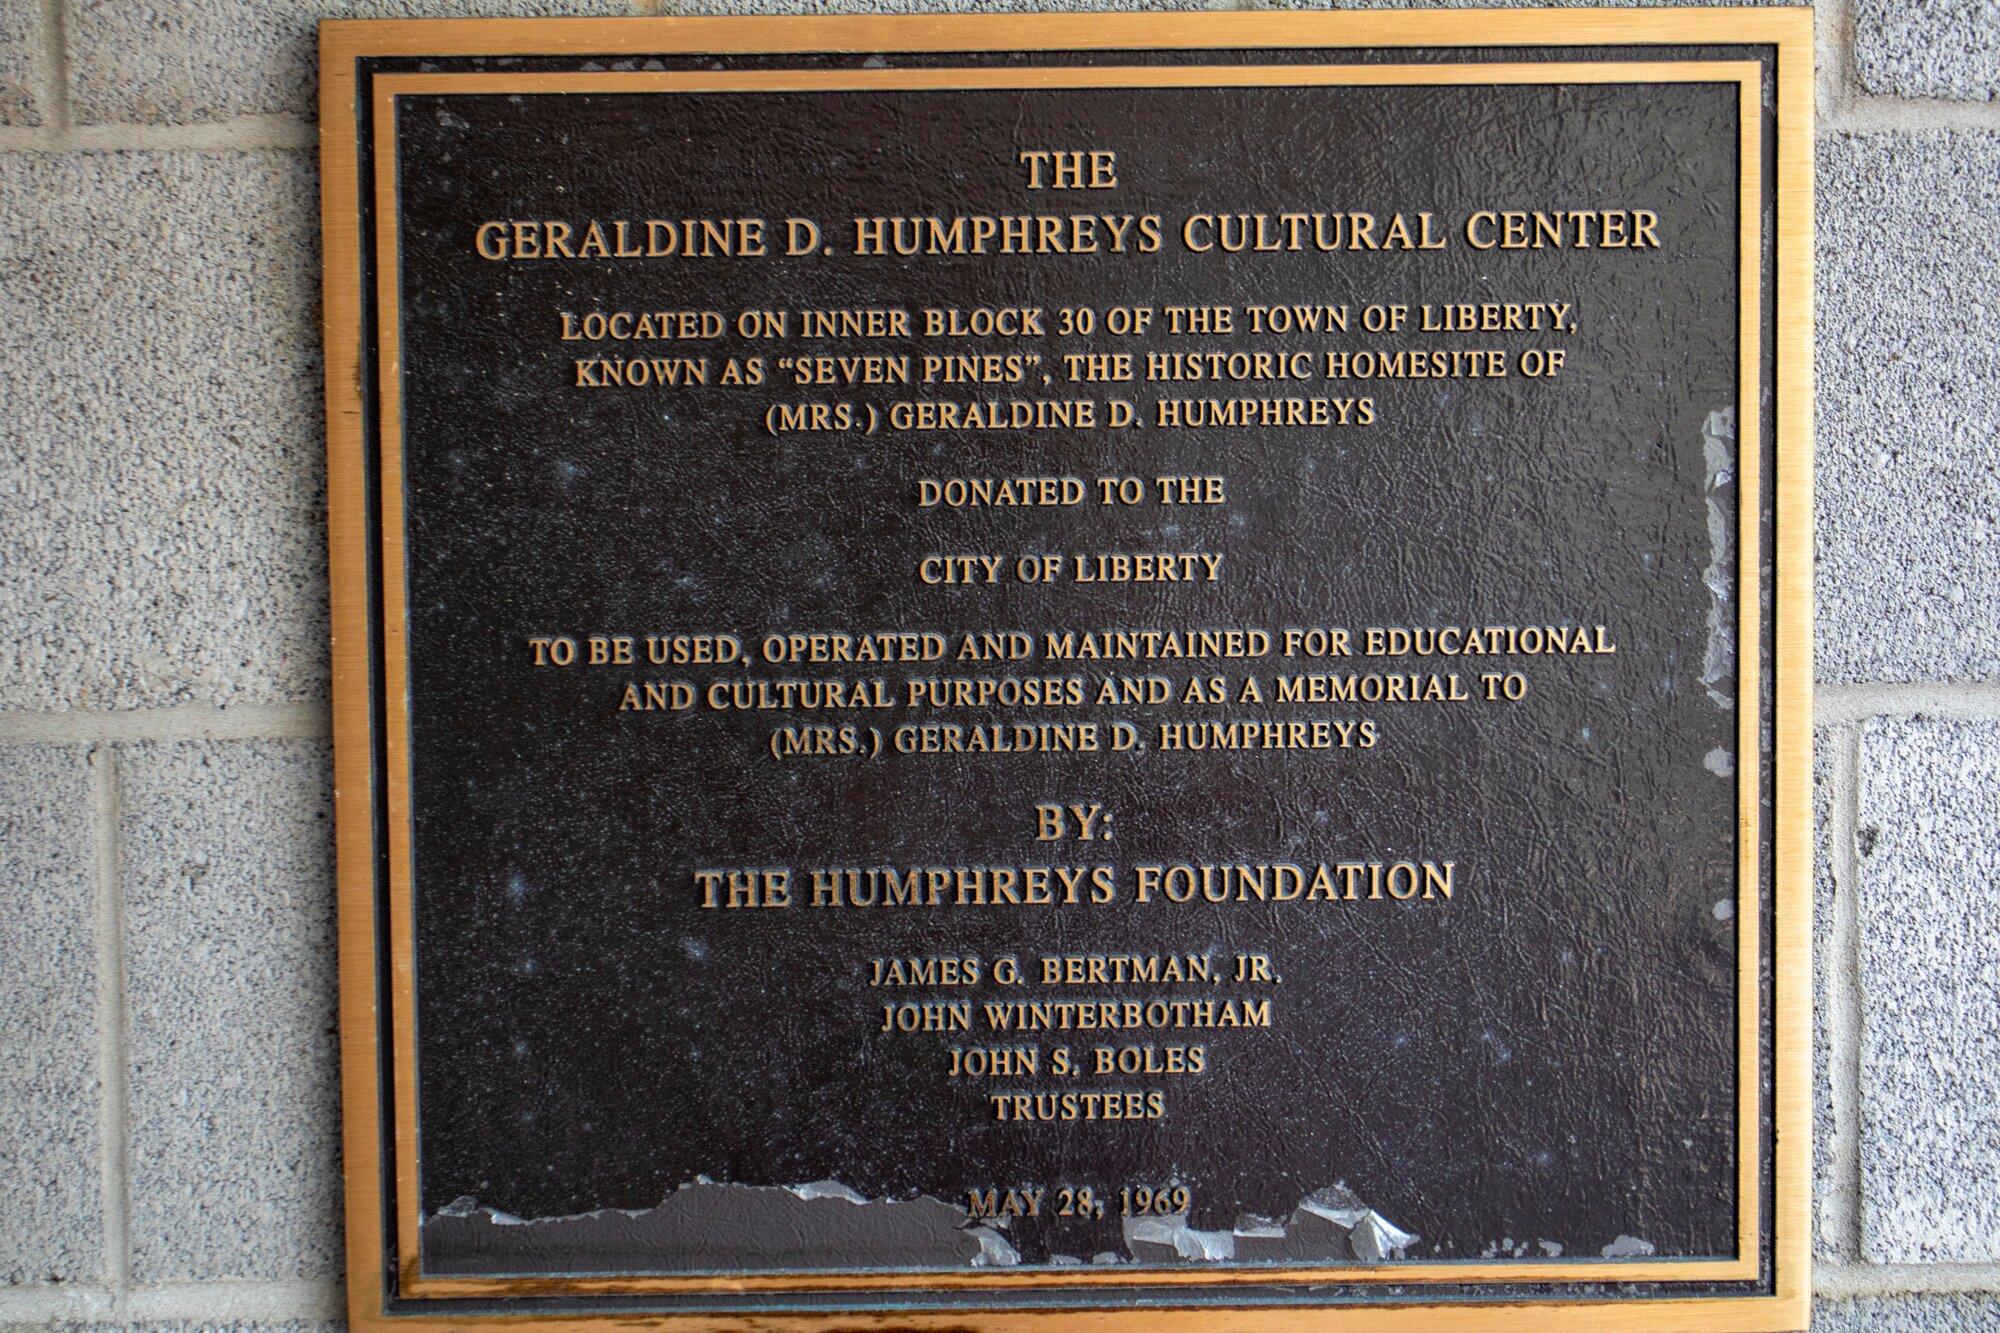 THE
GERALDINE D. HUMPHREYS CULTURAL CENTER
LOCATED ON INNER BLOCK 30 OF THE TOWN OF LIBERTY,
KNOWN AS “SEVEN PINES”, THE HISTORIC HOMESITE OF
(MRS.) GERALDINE D. HUMPHREYS
DONATED TO THE
CITY OF LIBERTY
TO BE USED, OPERATED AND MAINTAINED FOR EDUCATIONAL
AND CULTURAL PURPOSES AND AS A MEMORIAL TO
(MRS.) GERALDINE D. HUMPHREYS
BY:
THE HUMPHREYS FOUNDATION
JAMES G. BERTMAN, JR.
JOHN WINTERBOTHAM
JOHN S. BOLES
TRUSTEES
MAY 28, 1969